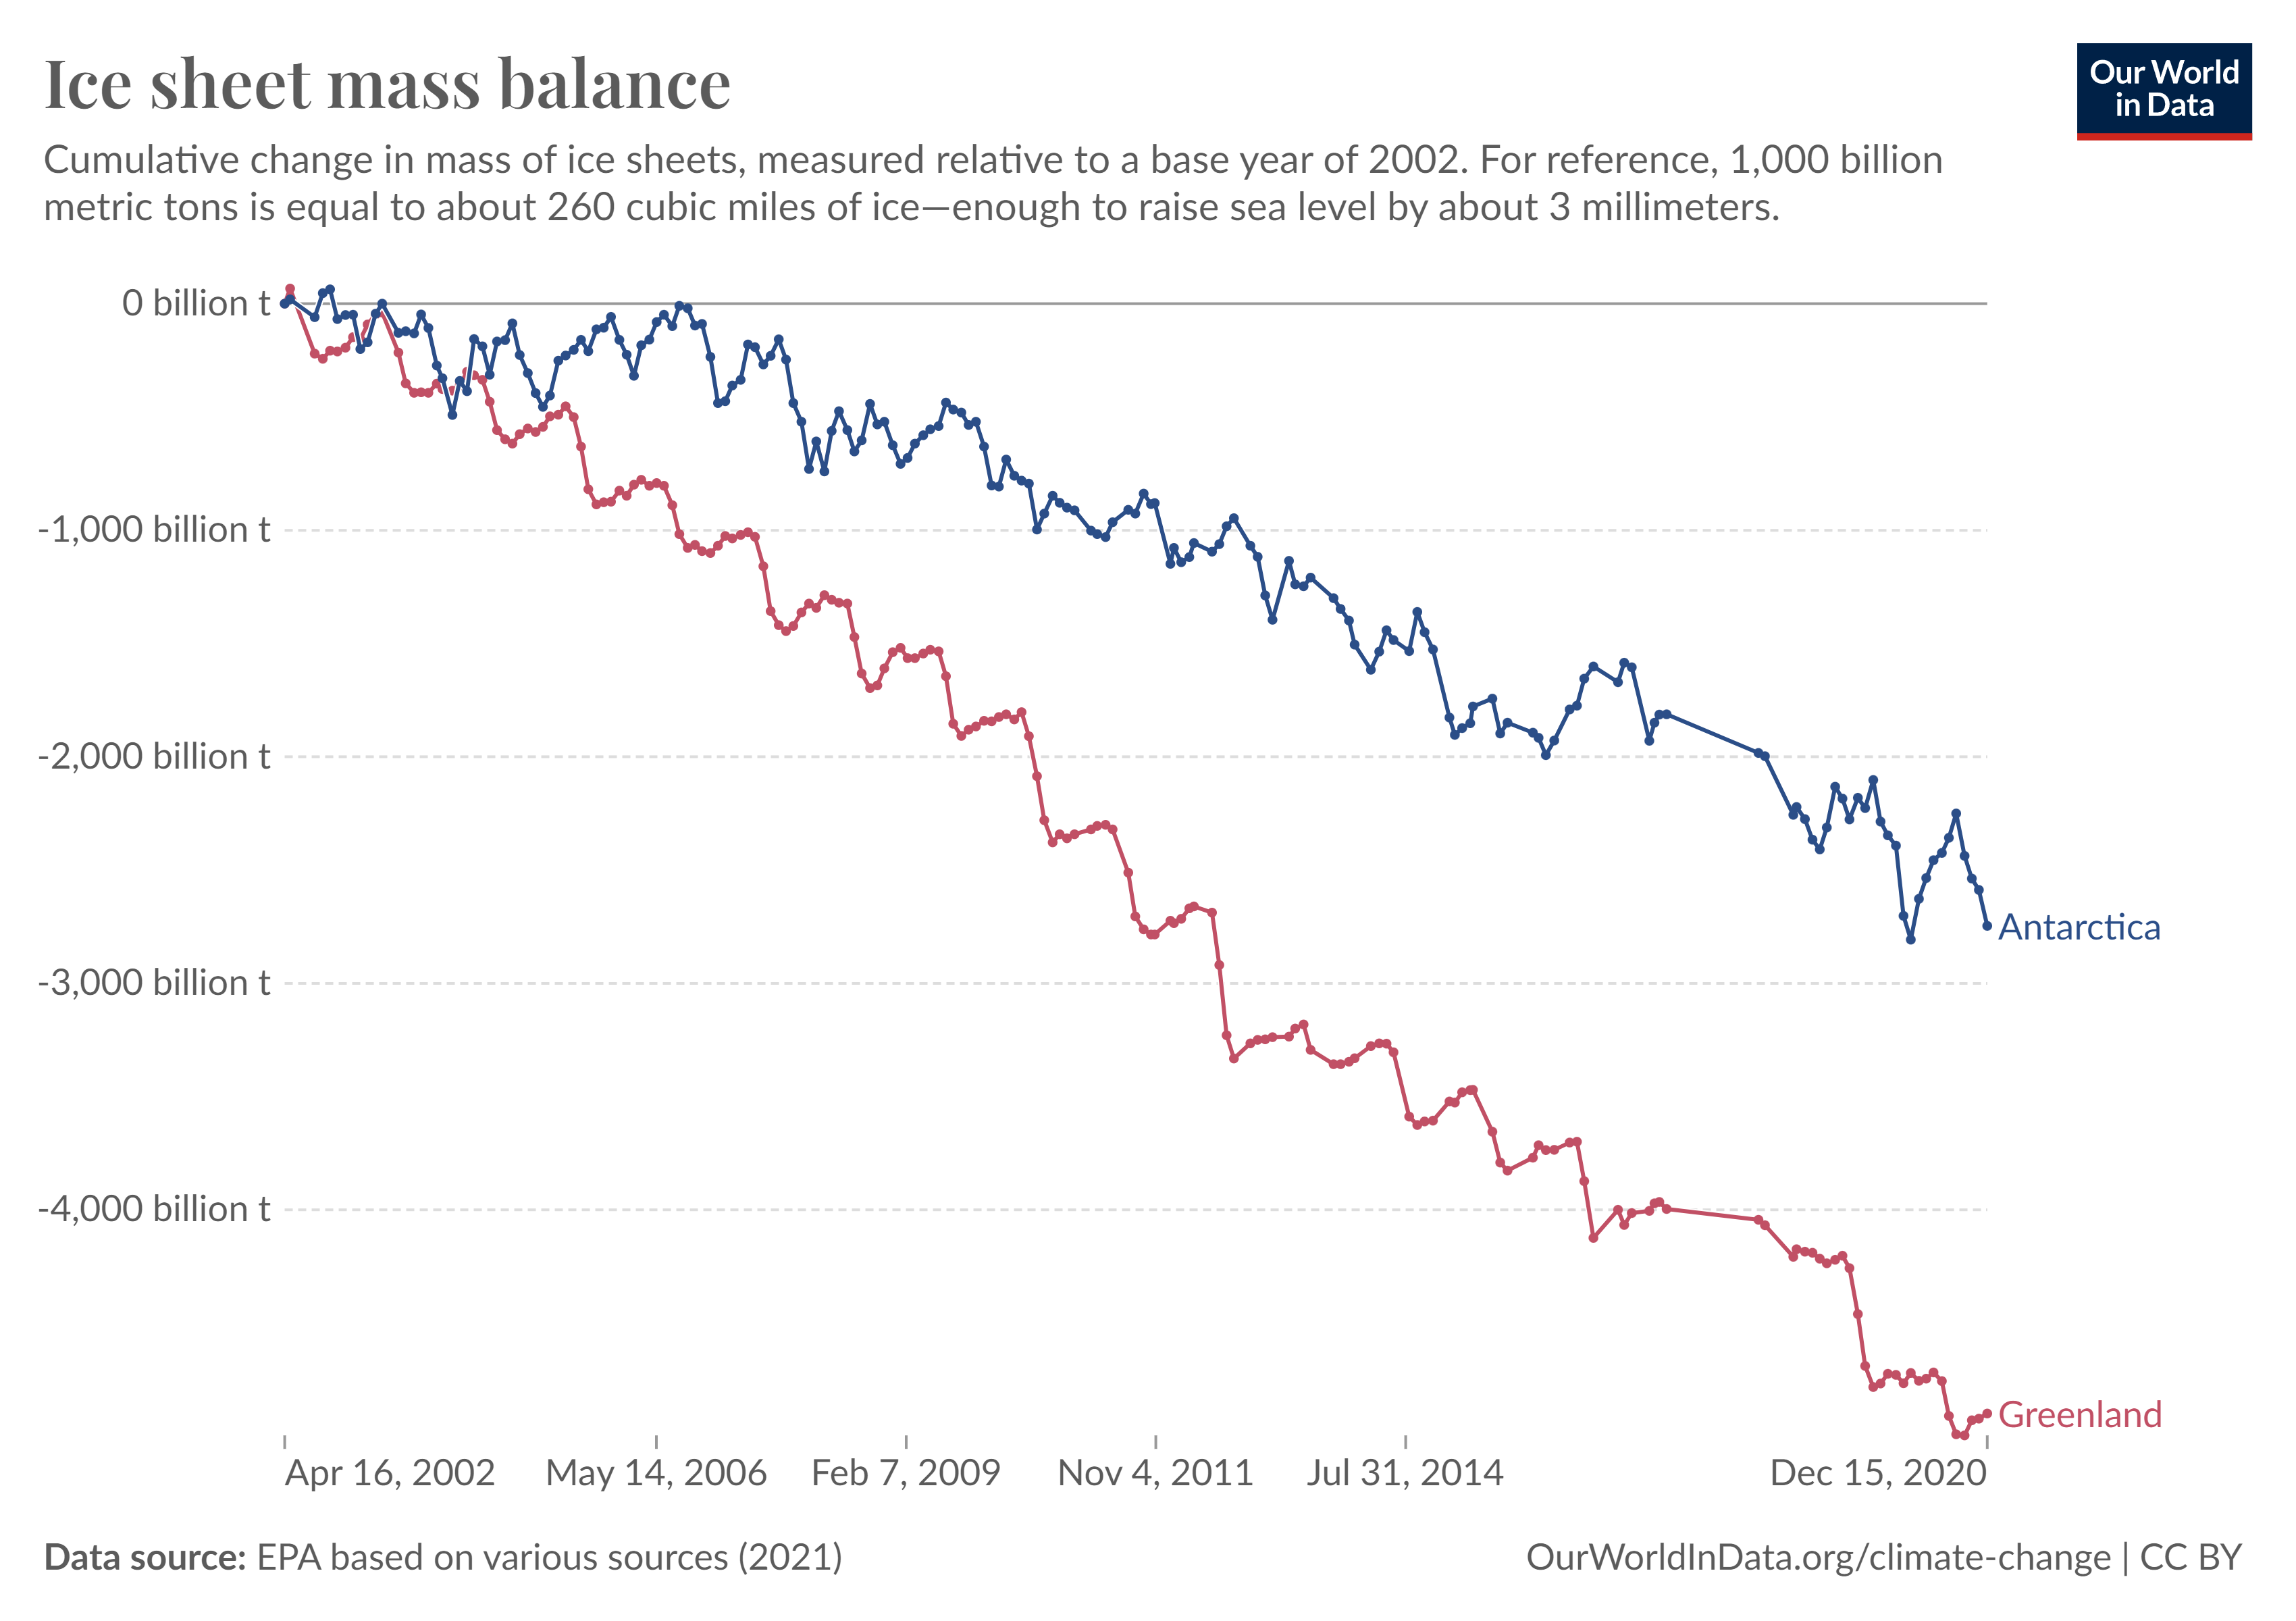 Ice sheet mass balance
Our World
in Data
Cumulative change in mass of ice sheets, measured relative to a base year of 2002. For reference, 1,000 billion
metric tons is equal to about 260 cubic miles of ice—enough to raise sea level by about 3 millimeters.
0 billion t
-1,000 billion t
-2,000 billion t
-3,000 billion t
-4,000 billion t
Antarctica
Greenland
Apr 16, 2002 May 14, 2006 Feb 7, 2009 Nov 4, 2011 Jul 31, 2014 Dec 15, 2020
Data source: EPA based on various sources (2021)
OurWorldInData.org/climate-change | CC BY